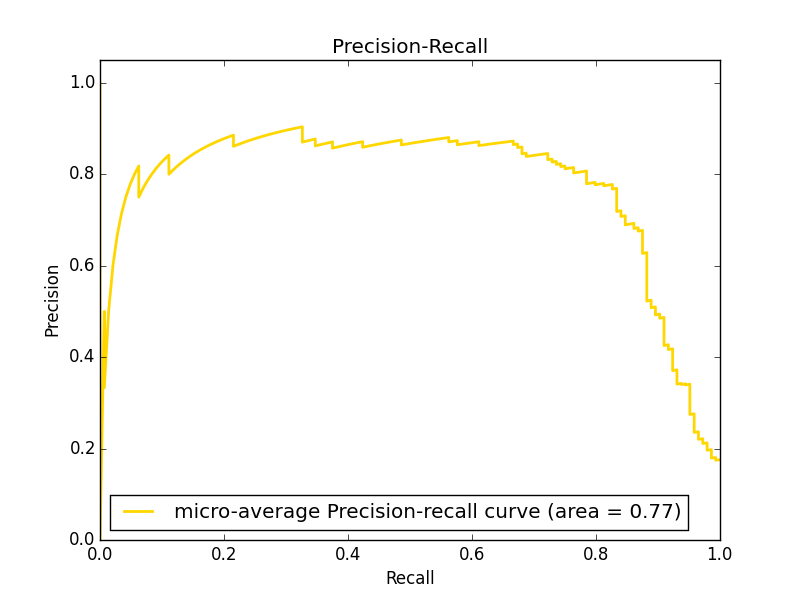 Precision-Recall
1.0
0.8
0.6
0.4
0.2
0.0
Precision
micro-average Precision-recall curve (area = 0.77)
0.0 0.2 0.4 0.6 0.8 1.0
Recall